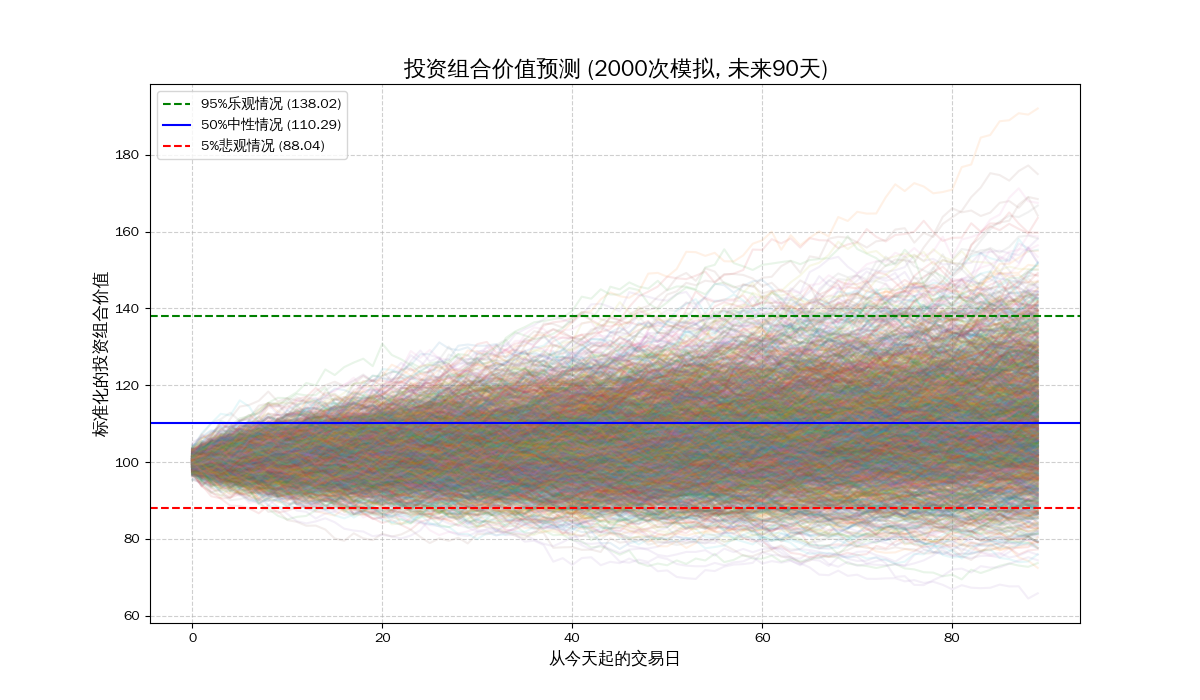 投资组合价值预测 (2000次模拟, 未来90天)
95%乐观情况 (138.02)
50%中性情况 (110.29)
5%悲观情况 (88.04)
标准化的投资组合价值
180
160
140
120
100
80
60
0 20 40 60 80
从今天起的交易日